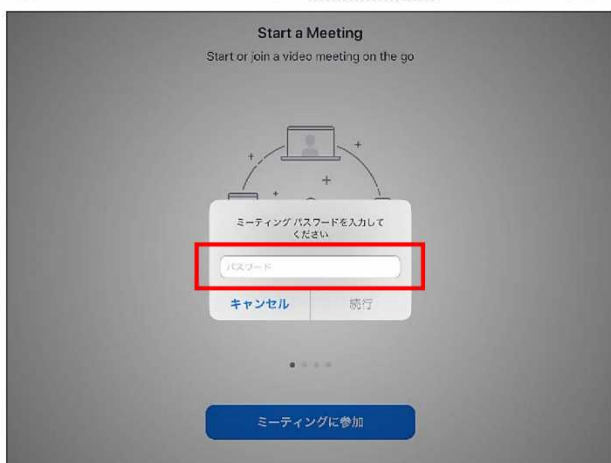 Start a Meeting
Start or join a video meeting on the go
ミーティング パスワードを入力して
ください
パスワード
キャンセル
続行
ミーティングに参加